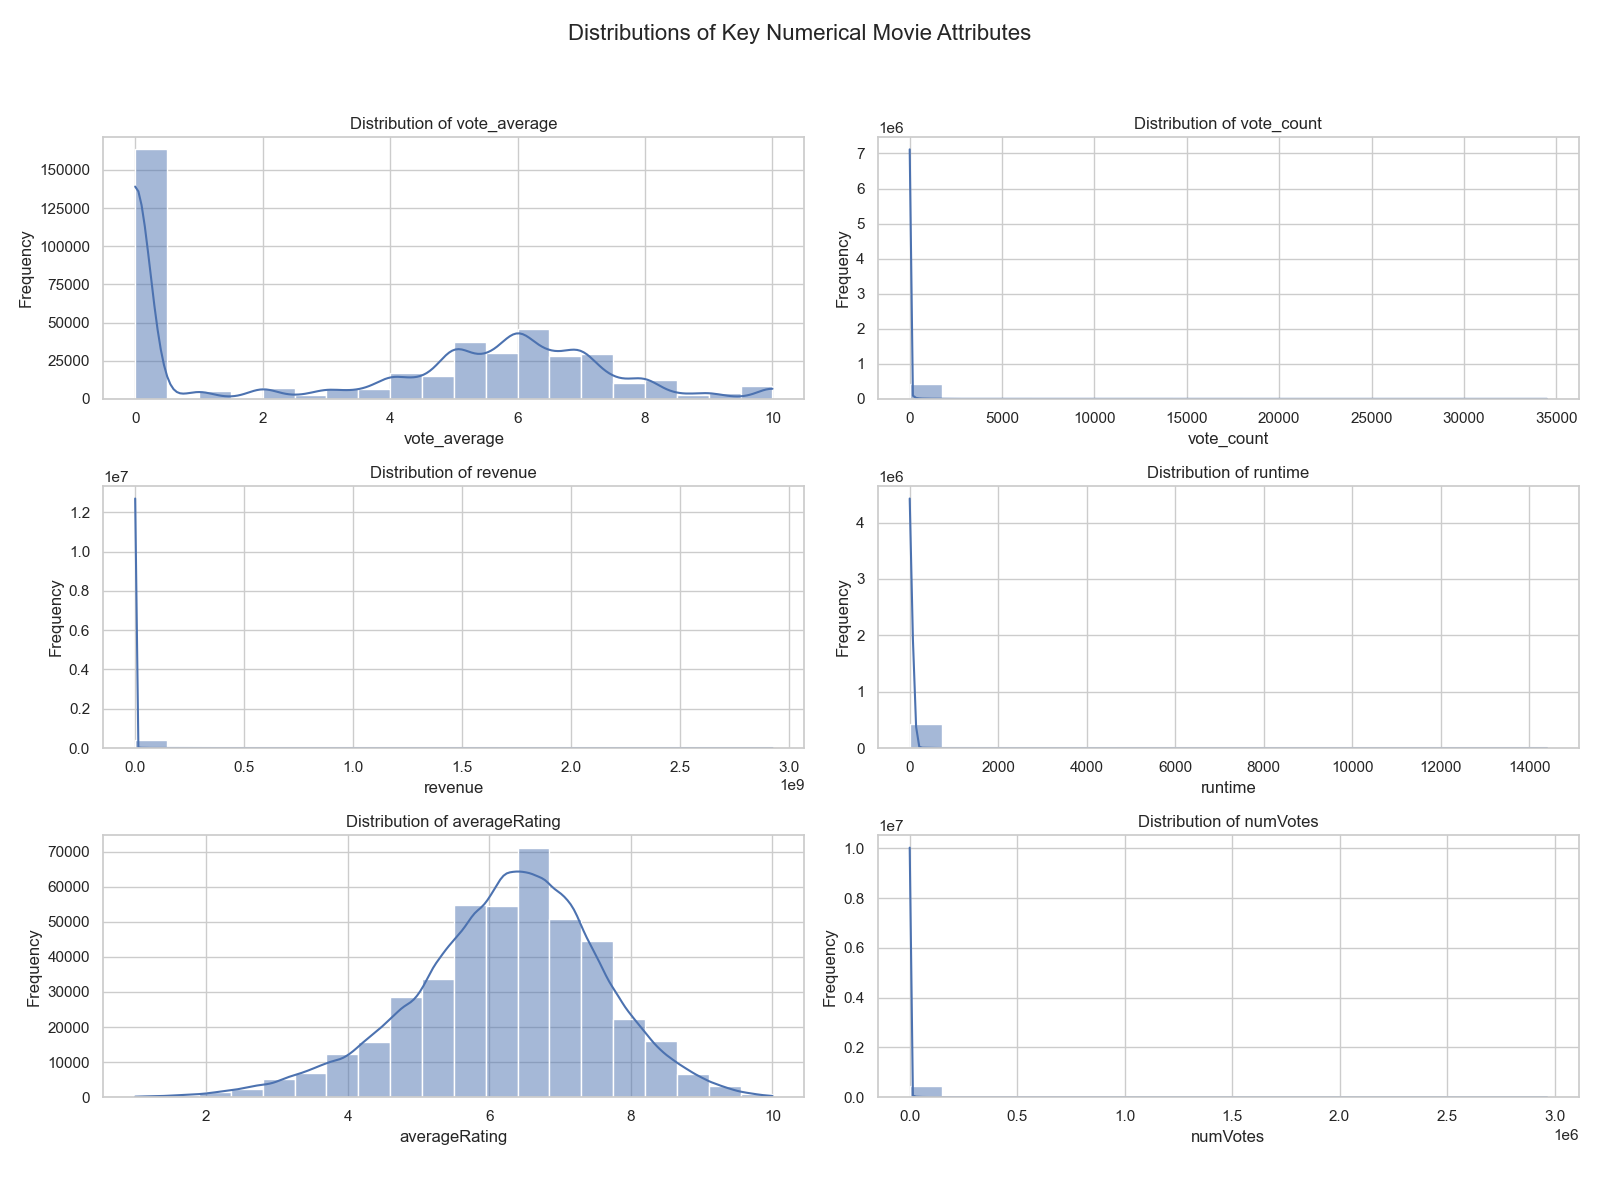 Distributions of Key Numerical Movie Attributes
Distribution of vote_average
150000
125000
100000
75000
50000
25000
0
Frequency
0 2 4 6 8 10
vote_average
Distribution of vote_count
1e6
7
6
5
4
3
2
1
0
Frequency
0 5000 10000 15000 20000 25000 30000 35000
vote_count
Distribution of revenue
1e7
1.2
1.0
0.8
0.6
0.4
0.2
0.0
Frequency
0.0 0.5 1.0 1.5 2.0 2.5 3.0
1e9
revenue
Distribution of runtime
1e6
4
3
2
1
0
Frequency
0 2000 4000 6000 8000 10000 12000 14000
runtime
Distribution of averageRating
70000
60000
50000
40000
30000
20000
10000
0
Frequency
2 4 6 8 10
averageRating
Distribution of numVotes
1e7
1.0
0.8
0.6
0.4
0.2
0.0
Frequency
0.0 0.5 1.0 1.5 2.0 2.5 3.0
1e6
numVotes